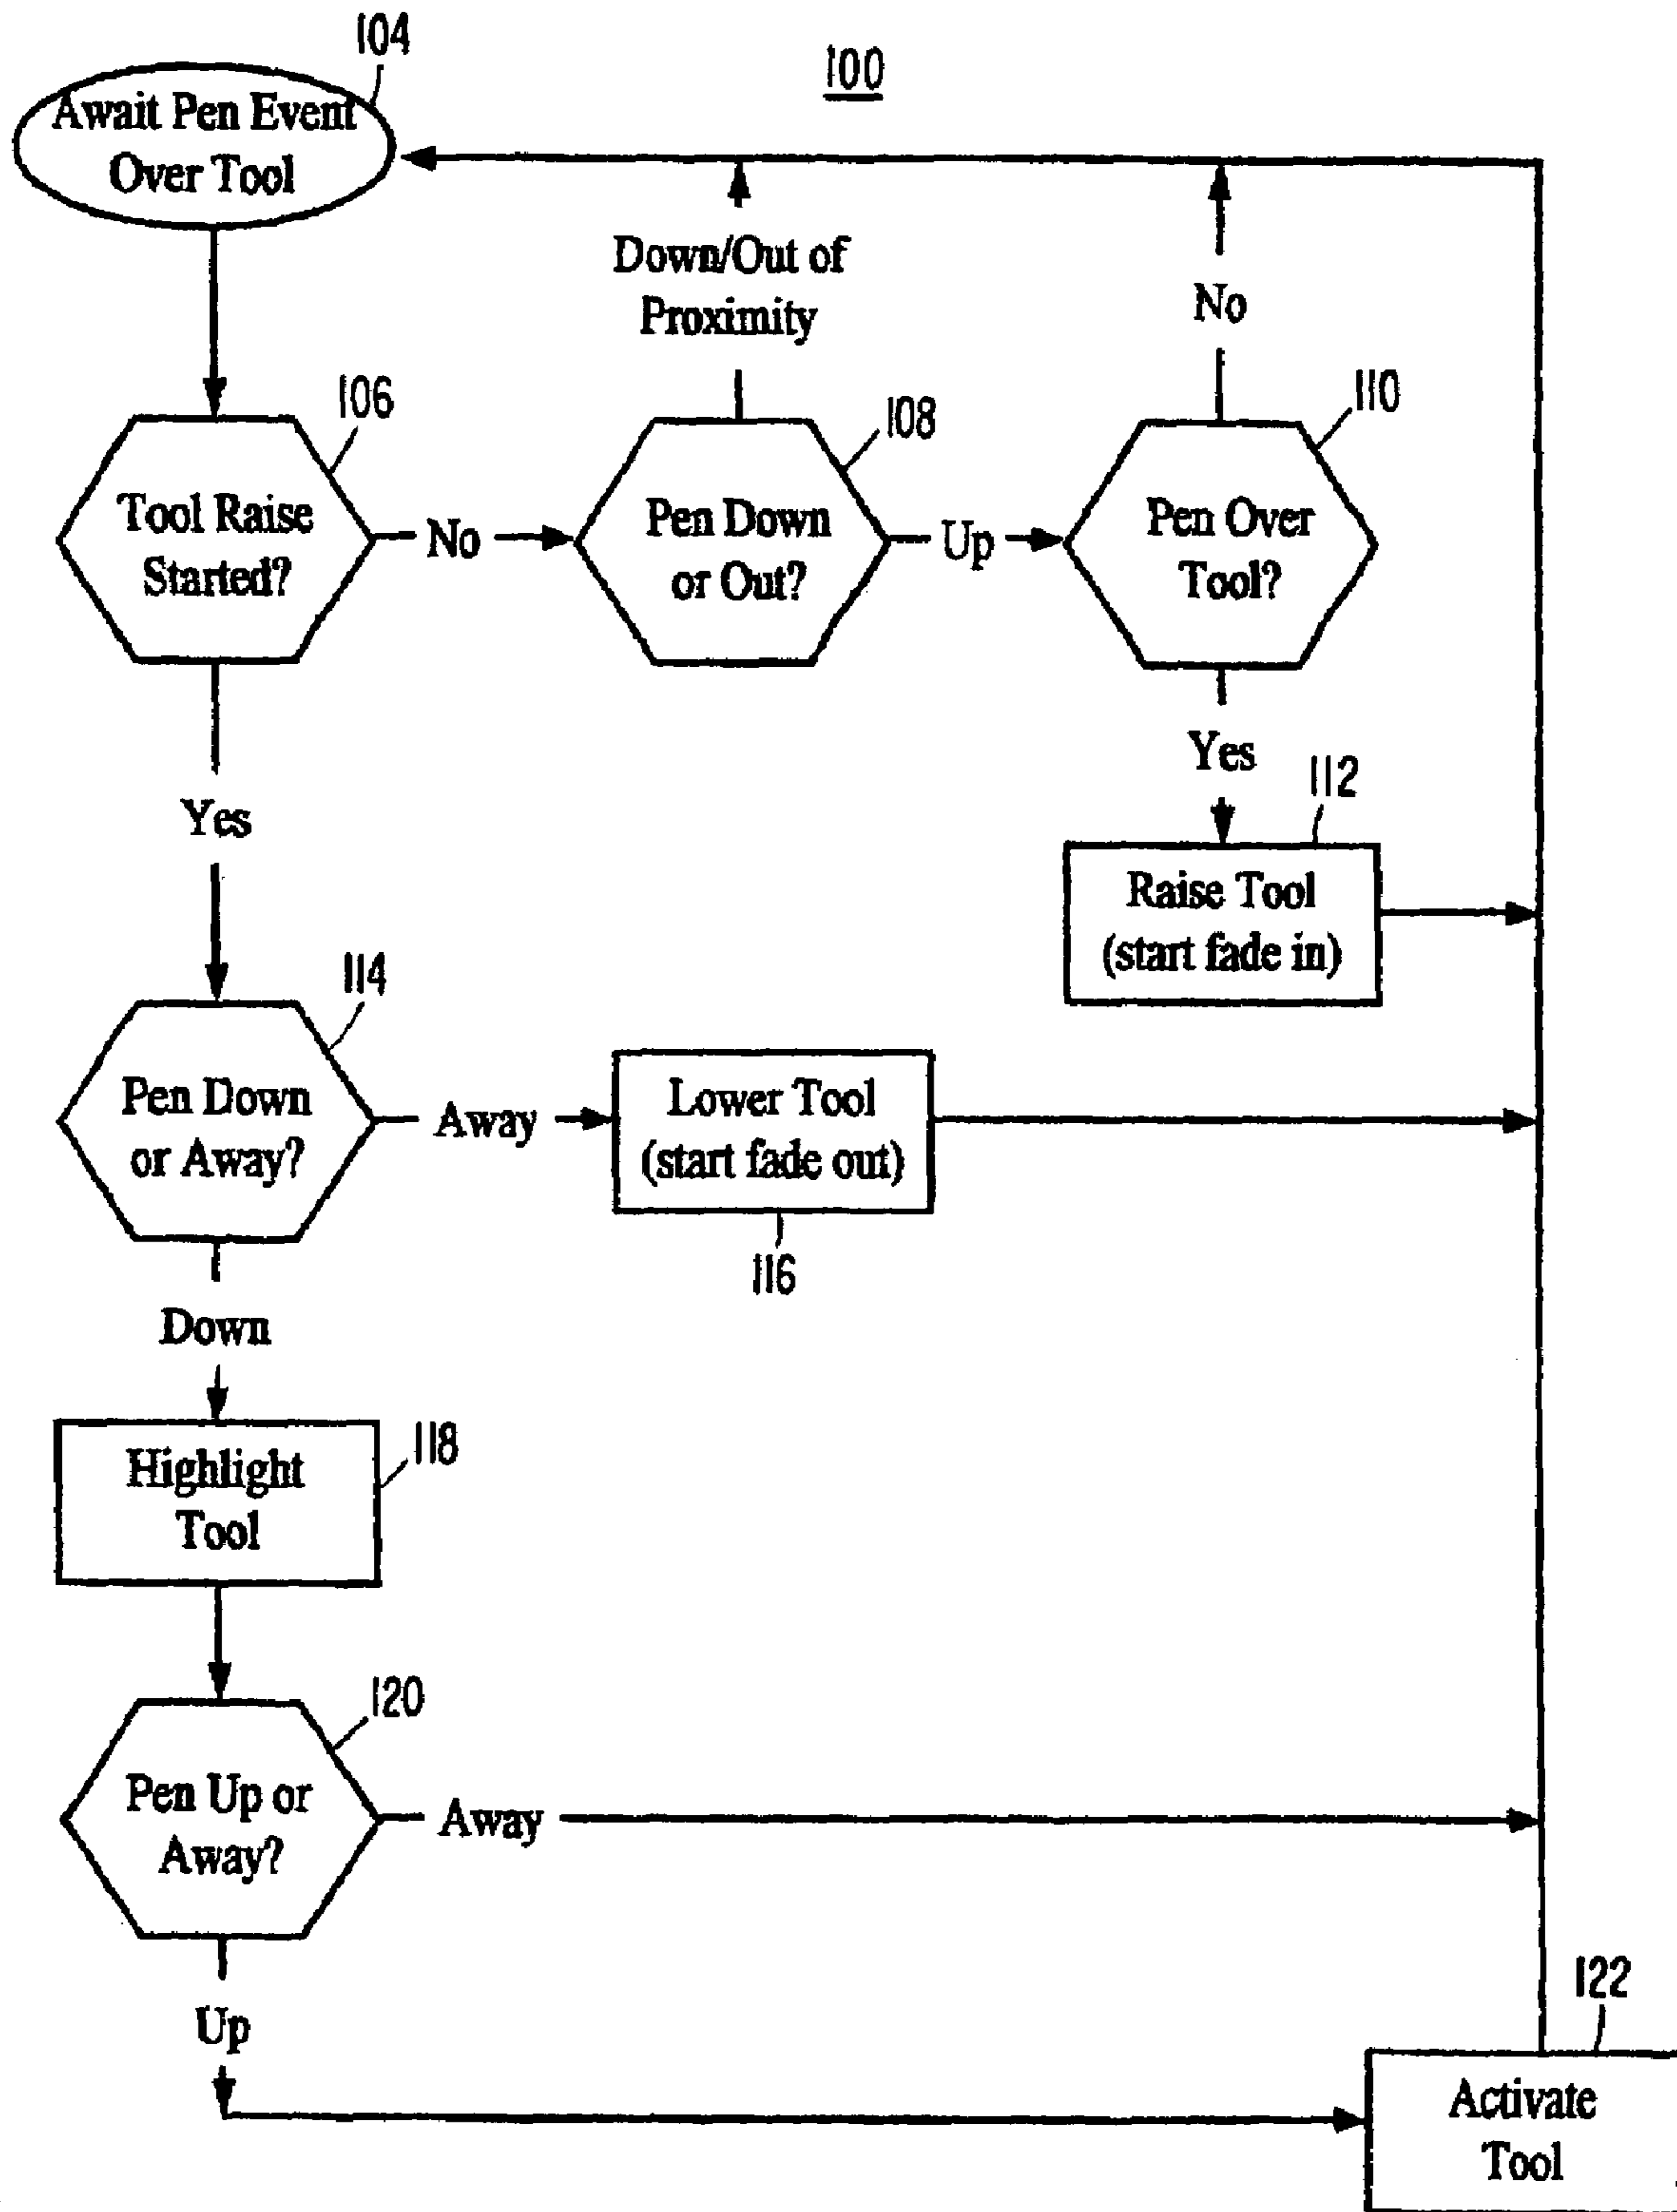 104
100
Await Pen Event
Over Tool
Down/Out of
Proximity
No
106
108
110
Tool Raise
Started?
No
Pen Down
or Out?
Up
Pen Over
Tool?
Yes
Yes
112
Raise Tool
(start fade in)
114
Pen Down
or Away?
Away
Lower Tool
(start fade out)
116
Down
118
Highlight
Tool
120
Pen Up or
Away?
Away
Up
122
Activate
Tool